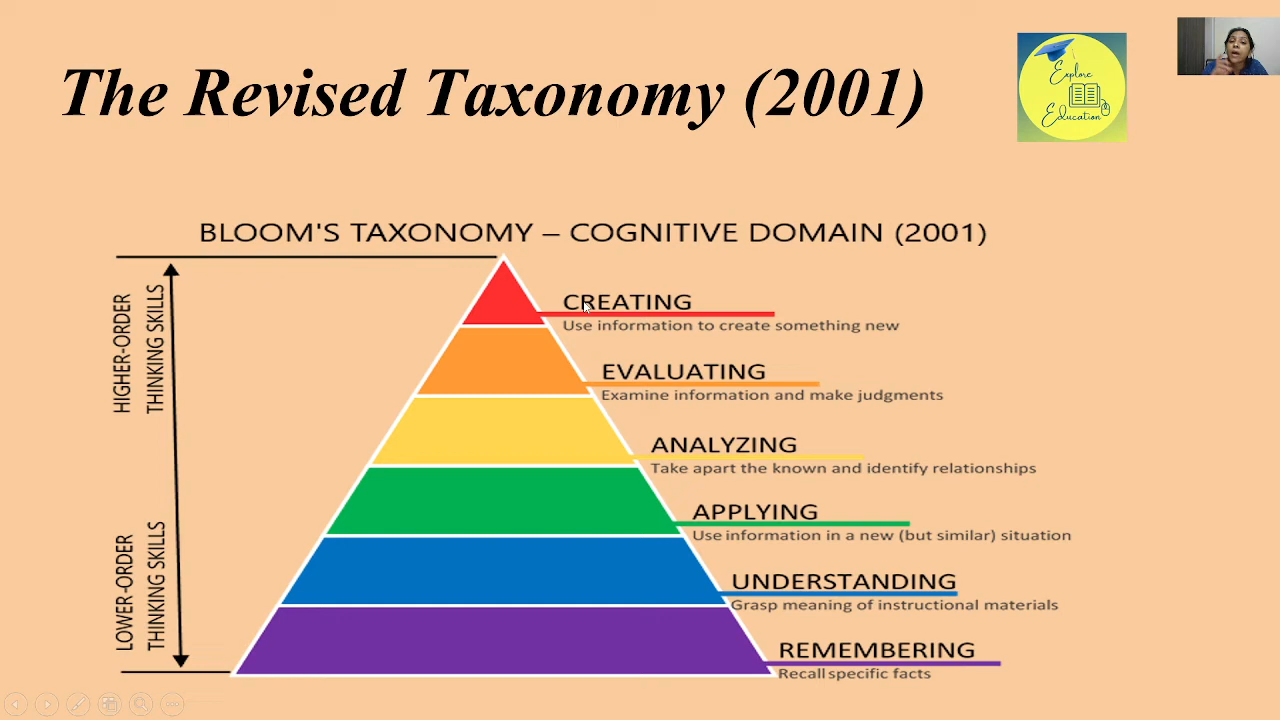 The Revised Taxonomy (2001)
Explore
Education
BLOOM'S TAXONOMY – COGNITIVE DOMAIN (2001)
HIGHER-ORDER
THINKING SKILLS
CREATING
Use information to create something new
EVALUATING
Examine information and make judgments
ANALYZING
Take apart the known and identify relationships
APPLYING
Use information in a new (but similar) situation
LOWER-ORDER
THINKING SKILLS
UNDERSTANDING
Grasp meaning of instructional materials
REMEMBERING
Recall specific facts